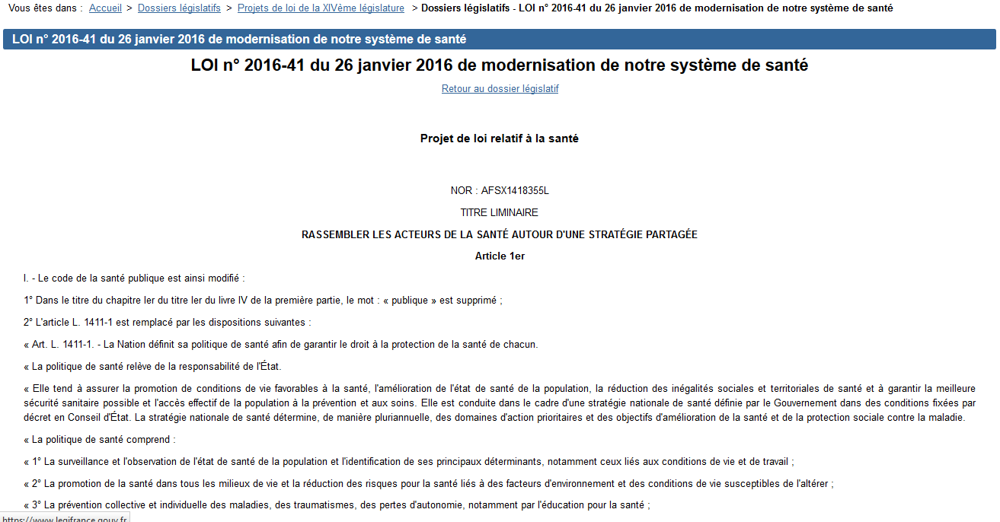 Vous êtes dans : Accueil > Dossiers législatifs > Projets de loi de la XIVème législature > Dossiers législatifs - LOI n° 2016-41 du 26 janvier 2016 de modernisation de notre système de santé
LOI n° 2016-41 du 26 janvier 2016 de modernisation de notre système de santé
LOI n° 2016-41 du 26 janvier 2016 de modernisation de notre système de santé
Retour au dossier législatif
Projet de loi relatif à la santé
NOR : AFSX1418355L
TITRE LIMINAIRE
RASSEMBLER LES ACTEURS DE LA SANTÉ AUTOUR D'UNE STRATÉGIE PARTAGÉE
Article 1er
I. - Le code de la santé publique est ainsi modifié :
1° Dans le titre du chapitre Ier du titre Ier du livre IV de la première partie, le mot : « publique » est supprimé ;
2° L'article L. 1411-1 est remplacé par les dispositions suivantes :
« Art. L. 1411-1. - La Nation définit sa politique de santé afin de garantir le droit à la protection de la santé de chacun.
« La politique de santé relève de la responsabilité de l'État.
« Elle tend à assurer la promotion de conditions de vie favorables à la santé, l'amélioration de l'état de santé de la population, la réduction des inégalités sociales et territoriales de santé et à garantir la meilleure
sécurité sanitaire possible et l'accès effectif de la population à la prévention et aux soins. Elle est conduite dans le cadre d'une stratégie nationale de santé définie par le Gouvernement dans des conditions fixées par
décret en Conseil d'État. La stratégie nationale de santé détermine, de manière pluriannuelle, des domaines d'action prioritaires et des objectifs d'amélioration de la santé et de la protection sociale contre la maladie.
« La politique de santé comprend :
« 1° La surveillance et l'observation de l'état de santé de la population et l'identification de ses principaux déterminants, notamment ceux liés aux conditions de vie et de travail ;
« 2° La promotion de la santé dans tous les milieux de vie et la réduction des risques pour la santé liés à des facteurs d'environnement et des conditions de vie susceptibles de l'altérer ;
« 3° La prévention collective et individuelle des maladies, des traumatismes, des pertes d'autonomie, notamment par l'éducation pour la santé ;
https://www.legifrance.gouv.fr